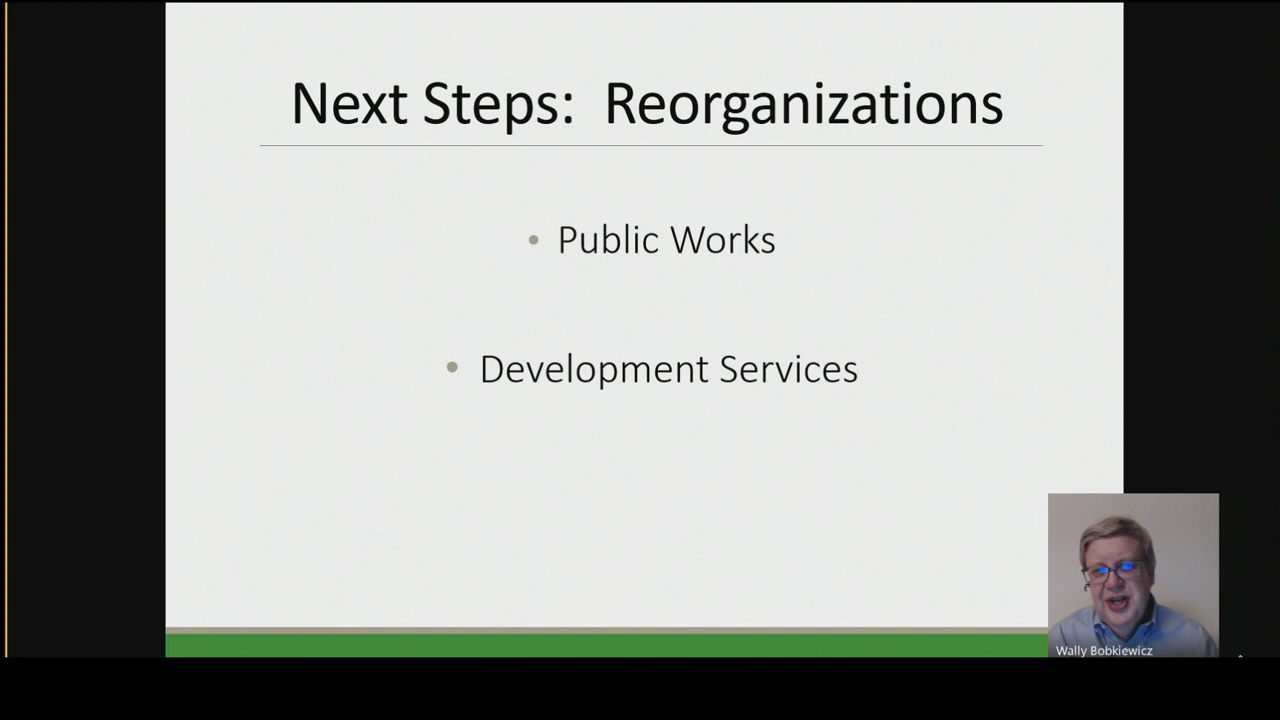 Next Steps: Reorganizations
• Public Works
• Development Services
Wally Bobkiewicz